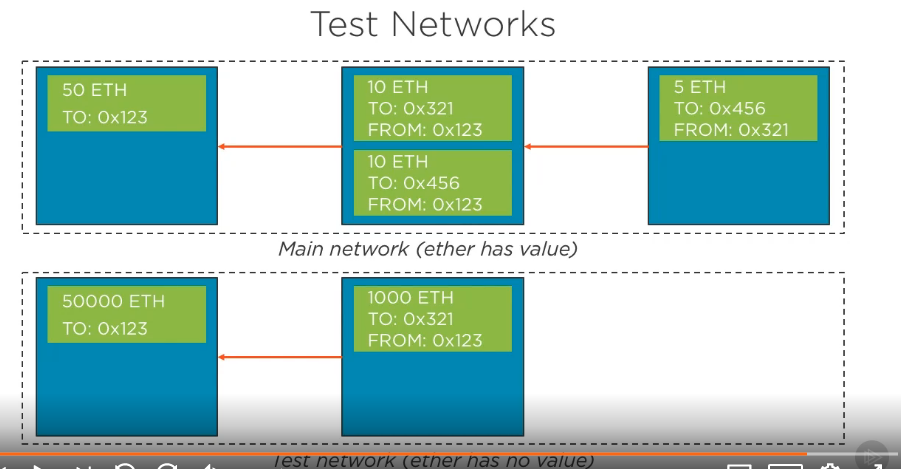 Test Networks
50 ETH
TO: 0x123
10 ETH
TO: 0x321
FROM: 0x123
10 ETH
TO: 0x456
FROM: 0x123
5 ETH
TO: 0x456
FROM: 0x321
Main network (ether has value)
50000 ETH
TO: 0x123
1000 ETH
TO: 0x321
FROM: 0x123
Test network (ether has no value)